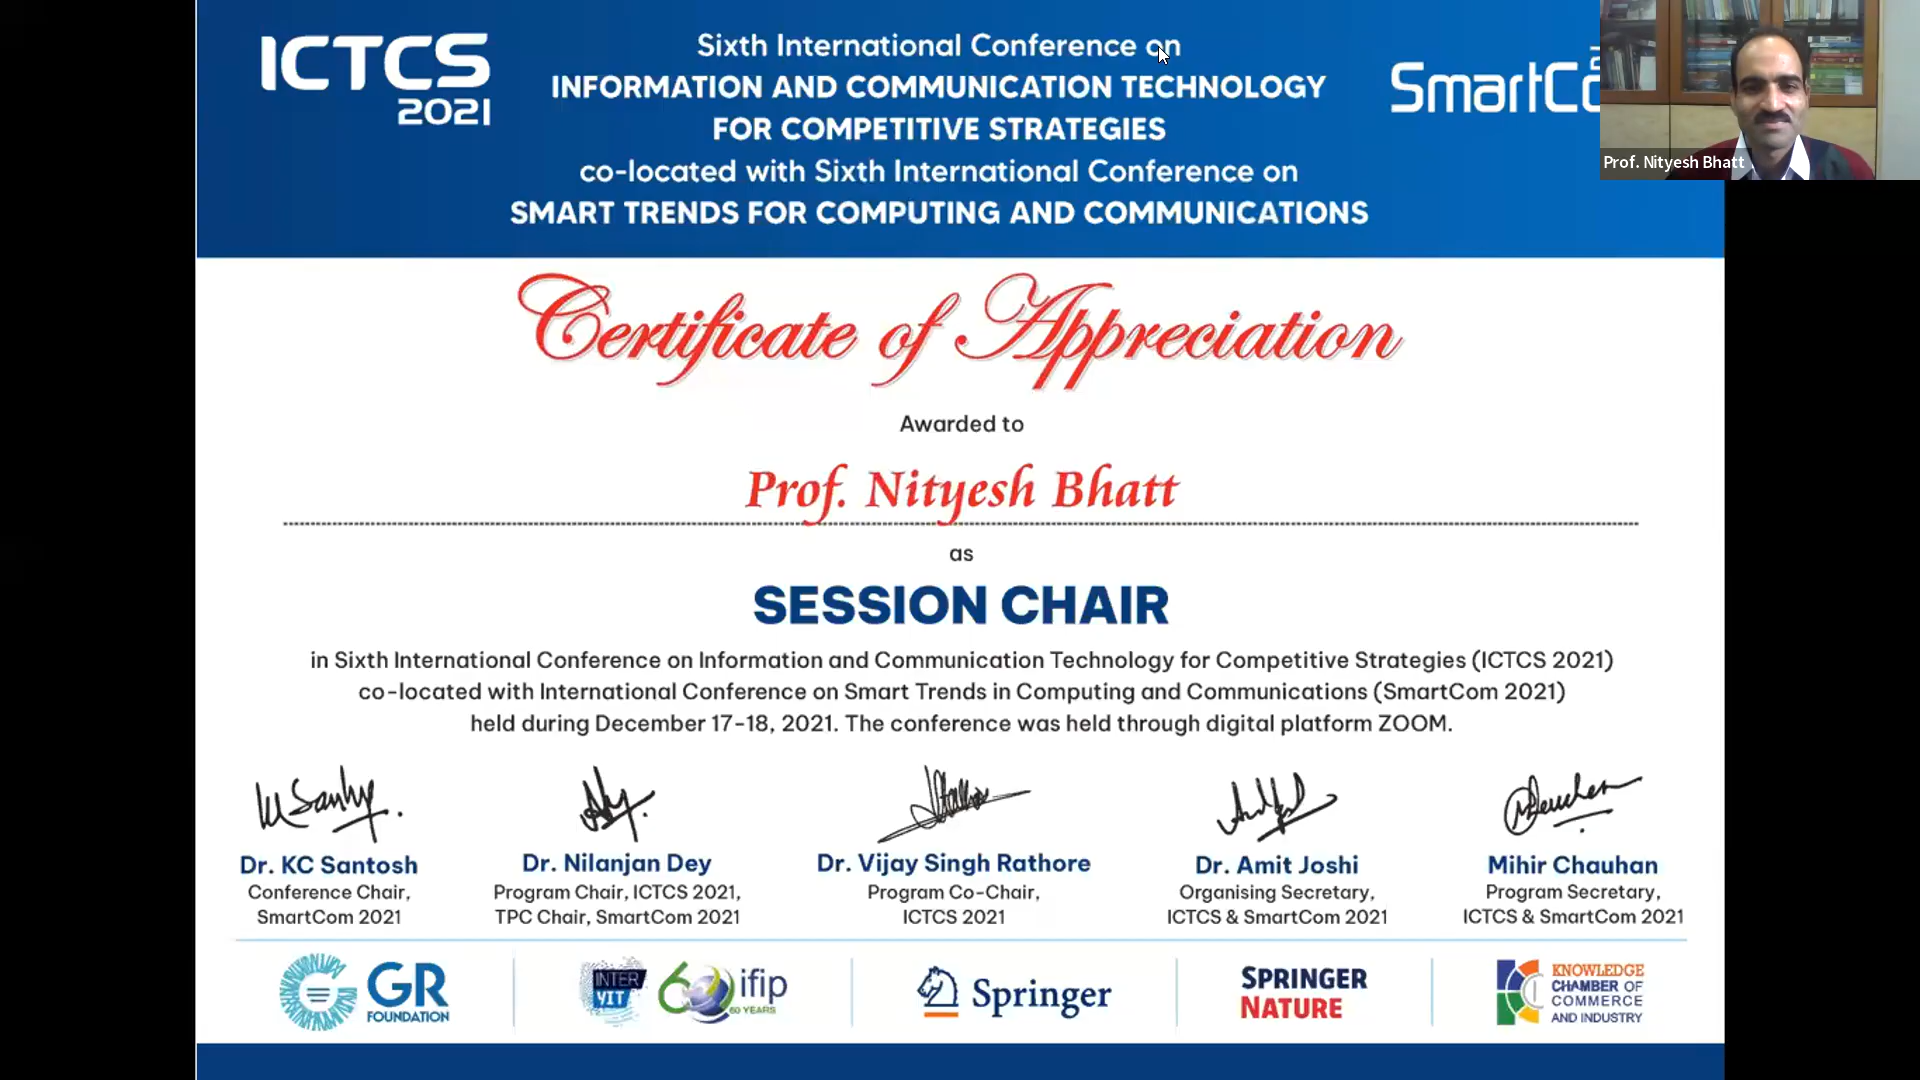 ICTCS
2021
Sixth International Conference on
INFORMATION AND COMMUNICATION TECHNOLOGY
FOR COMPETITIVE STRATEGIES
co-located with Sixth International Conference on
SMART TRENDS FOR COMPUTING AND COMMUNICATIONS
SmartCo
Prof. Nityesh Bhatt
Certificate of Appreciation
Awarded to
Prof. Nityesh Bhatt
as
SESSION CHAIR
in Sixth International Conference on Information and Communication Technology for Competitive Strategies (ICTCS 2021)
co-located with International Conference on Smart Trends in Computing and Communications (SmartCom 2021)
held during December 17-18, 2021. The conference was held through digital platform ZOOM.
Dr. KC Santosh
Conference Chair,
SmartCom 2021
Dr. Nilanjan Dey
Program Chair, ICTCS 2021,
TPC Chair, SmartCom 2021
Dr. Vijay Singh Rathore
Program Co-Chair,
ICTCS 2021
Dr. Amit Joshi
Organising Secretary,
ICTCS & SmartCom 2021
Mihir Chauhan
Program Secretary,
ICTCS & SmartCom 2021
GR
FOUNDATION
INTER
YIT
60 ifip
60 YEARS
Springer
SPRINGER
NATURE
KNOWLEDGE
CHAMBER OF
COMMERCE
AND INDUSTRY